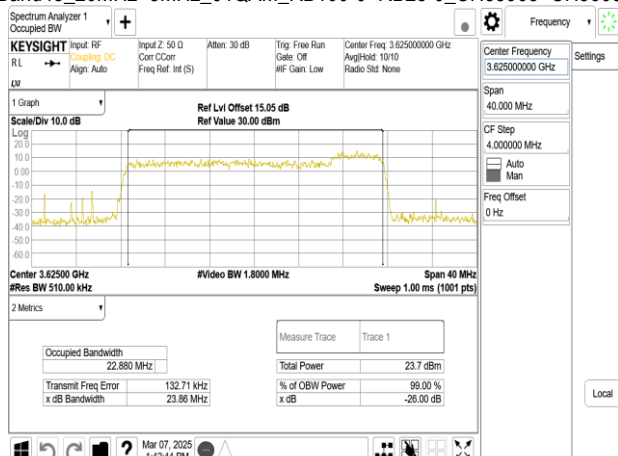 Spectrum Analyzer 1
Occupied BW
Frequency
KEYSIGHT
Input: RF
Coupling: DC
Align: Auto
Input Z: 50 Ω
Corr CCorr
Freq Ref: Int (S)
Atten: 30 dB
Trig: Free Run
Gate: Off
#IF Gain: Low
Center Freq: 3.625000000 GHz
Avg|Hold: 10/10
Radio Std: None
R L
LXI
Center Frequency
3.625000000 GHz
Settings
Span
40.000 MHz
CF Step
4.000000 MHz
Auto
Man
Freq Offset
0 Hz
Local
1 Graph
Scale/Div 10.0 dB
Ref Lvl Offset 15.05 dB
Ref Value 30.00 dBm
Log
20.0
10.0
0.00
-10.0
-20.0
-30.0
-40.0
-50.0
-60.0
Center 3.62500 GHz
#Video BW 1.8000 MHz
Span 40 MHz
#Res BW 510.00 kHz
Sweep 1.00 ms (1001 pts)
2 Metrics
Measure Trace
Trace 1
Occupied Bandwidth
22.880 MHz
Total Power
23.7 dBm
Transmit Freq Error
132.71 kHz
% of OBW Power
99.00 %
x dB Bandwidth
23.86 MHz
x dB
-26.00 dB
?
Mar 07, 2025